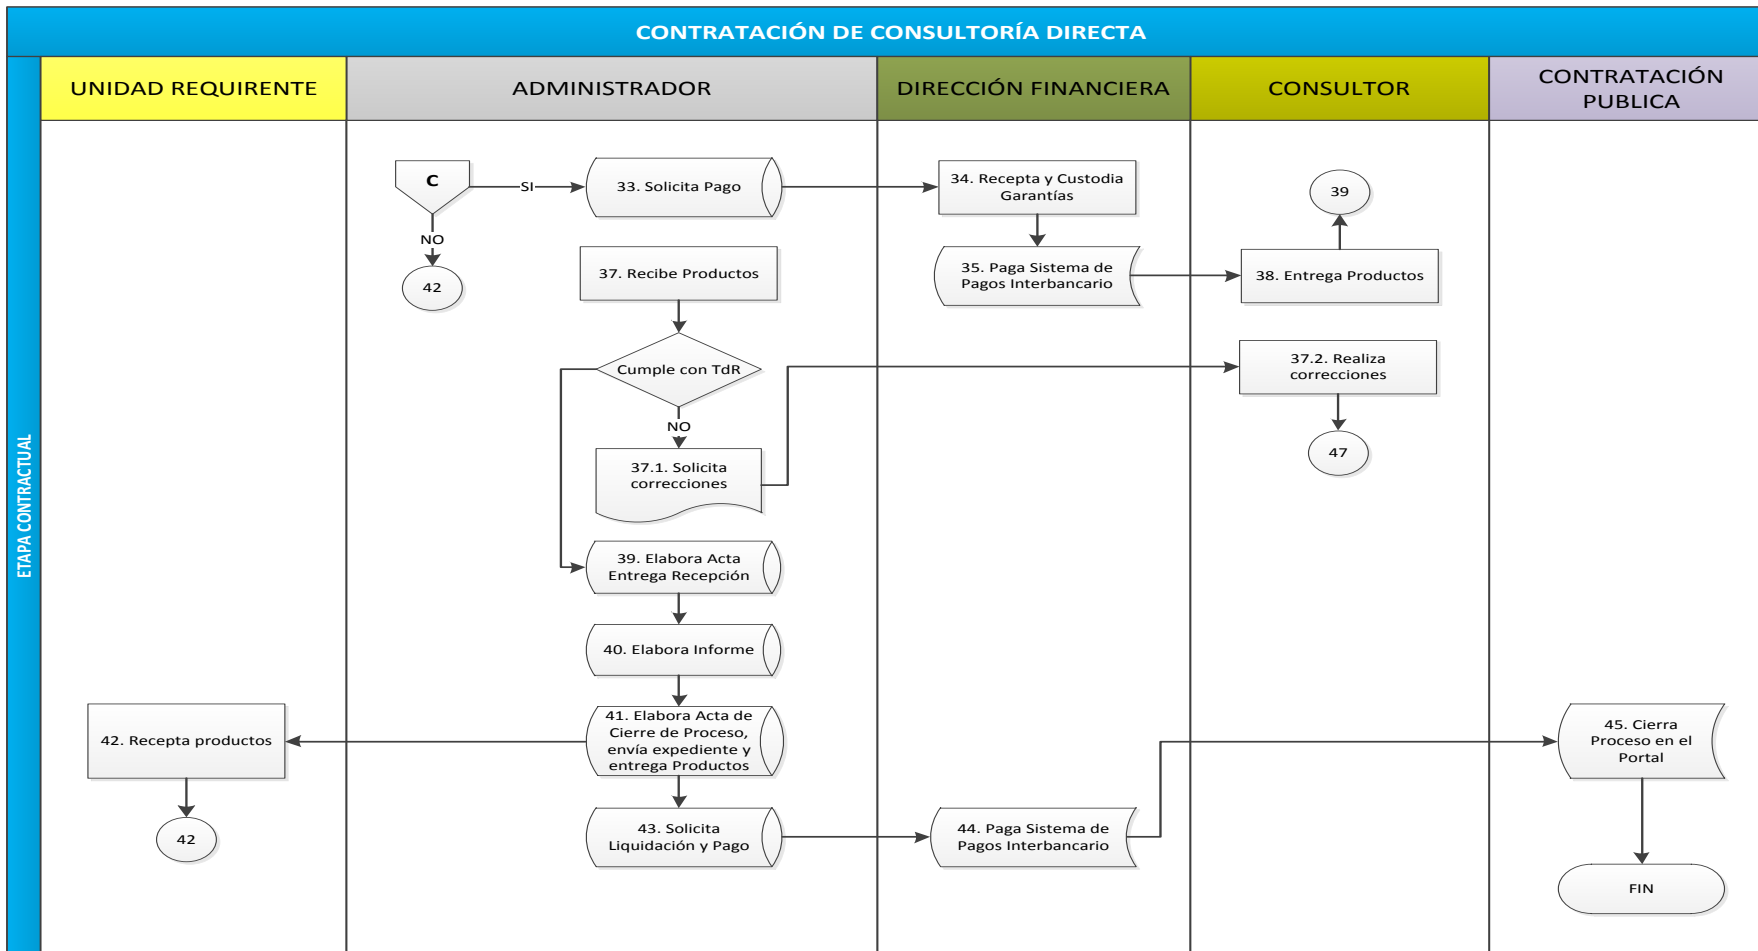 CONTRATACIÓN DE CONSULTORÍA DIRECTA
UNIDAD REQUIRENTE
ADMINISTRADOR
DIRECCIÓN FINANCIERA
CONSULTOR
CONTRATACIÓN
PUBLICA
ETAPA CONTRACTUAL
C
SI
33. Solicita Pago
34. Recepta y Custodia
Garantías
39
NO
42
37. Recibe Productos
35. Paga Sistema de
Pagos Interbancario
38. Entrega Productos
Cumple con TdR
37.2. Realiza
correcciones
NO
37.1. Solicita
correcciones
47
39. Elabora Acta
Entrega Recepción
40. Elabora Informe
42. Recepta productos
41. Elabora Acta de
Cierre de Proceso,
envía expediente y
entrega Productos
45. Cierra
Proceso en el
Portal
42
43. Solicita
Liquidación y Pago
44. Paga Sistema de
Pagos Interbancario
FIN